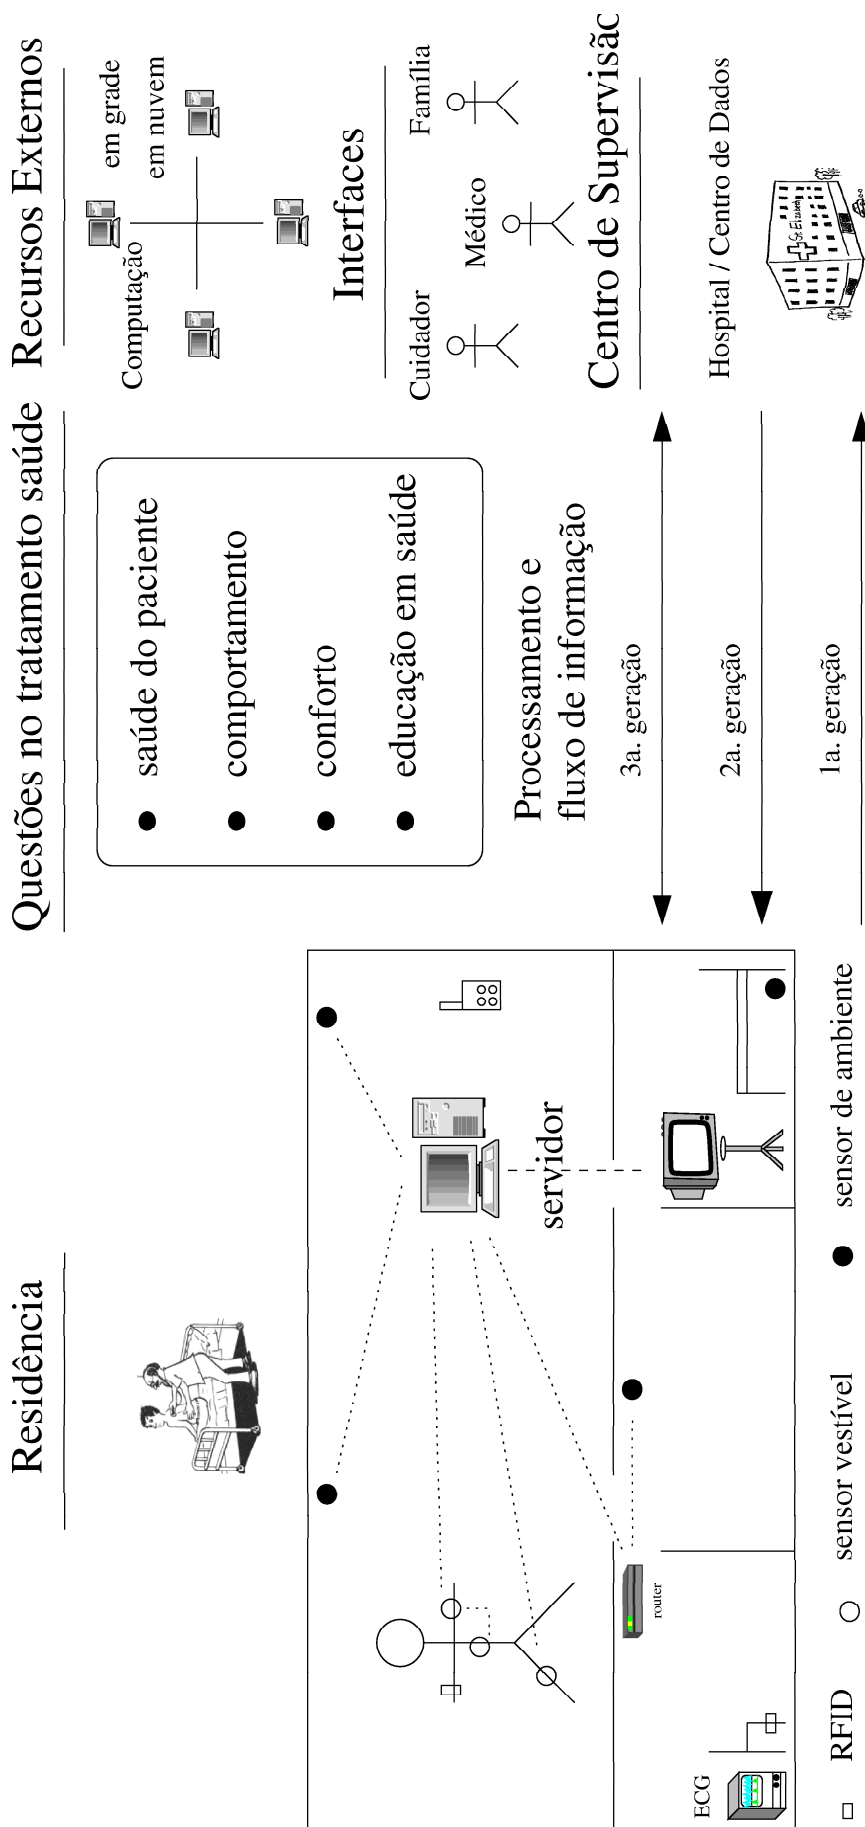 Residência
servidor
router
ECG
RFID
sensor vestível
sensor de ambiente
Questões no tratamento saúde
saúde do paciente
comportamento
conforto
educação em saúde
Processamento e
fluxo de informação
3a. geração
2a. geração
1a. geração
Recursos Externos
Computação
em grade
em nuvem
Interfaces
Cuidador
Médico
Família
Centro de Supervisão
Hospital / Centro de Dados
St. Elizabeth